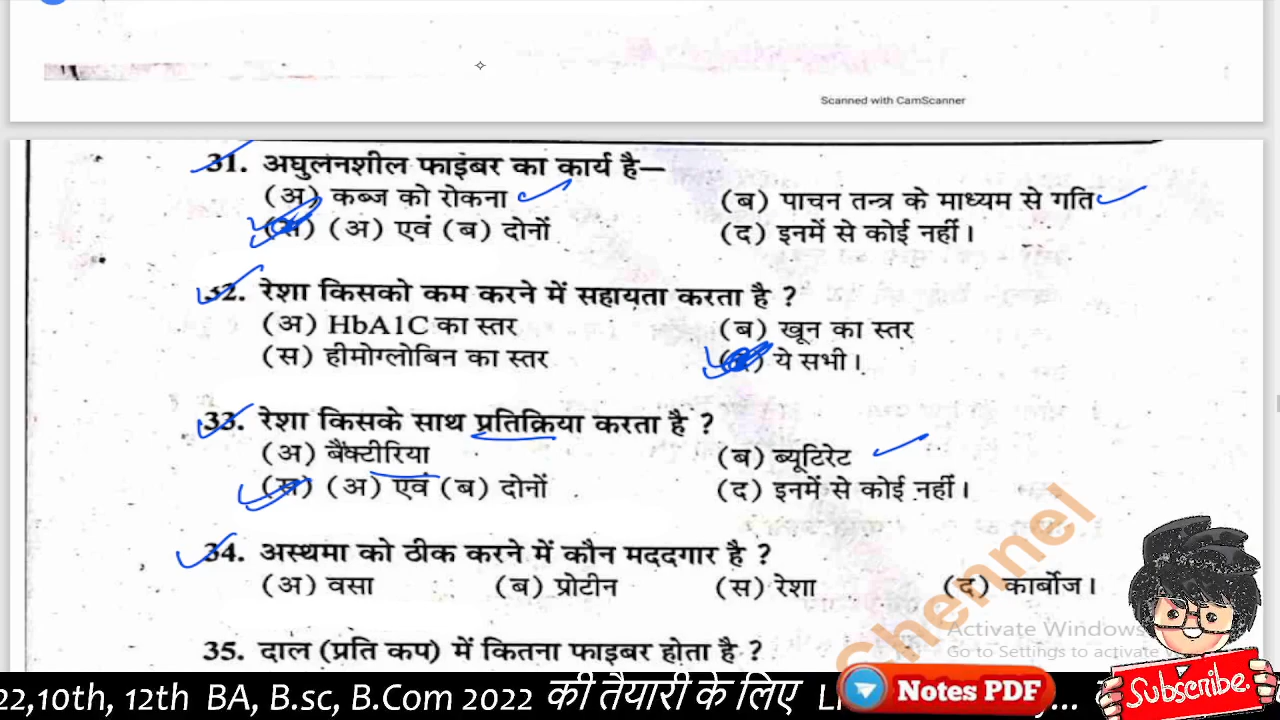 Scanned with CamScanner
31. अघुलनशील फाइबर का कार्य है—
(अ) कब्ज को रोकना (ब) पाचन तन्त्र के माध्यम से गति
(स) (अ) एवं (ब) दोनों (द) इनमें से कोई नहीं।
32. रेशा किसको कम करने में सहायता करता है ?
(अ) HbA1C का स्तर (ब) खून का स्तर
(स) हीमोग्लोबिन का स्तर (द) ये सभी।
33. रेशा किसके साथ प्रतिक्रिया करता है ?
(अ) बैक्टीरिया (ब) ब्यूटिरेट
(स) (अ) एवं (ब) दोनों (द) इनमें से कोई नहीं।
34. अस्थमा को ठीक करने में कौन मददगार है ?
(अ) वसा (ब) प्रोटीन (स) रेशा (द) कार्बोज।
35. दाल (प्रति कप) में कितना फाइबर होता है ?
Chennel
Activate Windows
Go to Settings to activate
22,10th, 12th BA, B.sc, B.Com 2022 की तैयारी के लिए
Notes PDF
Subscribe.